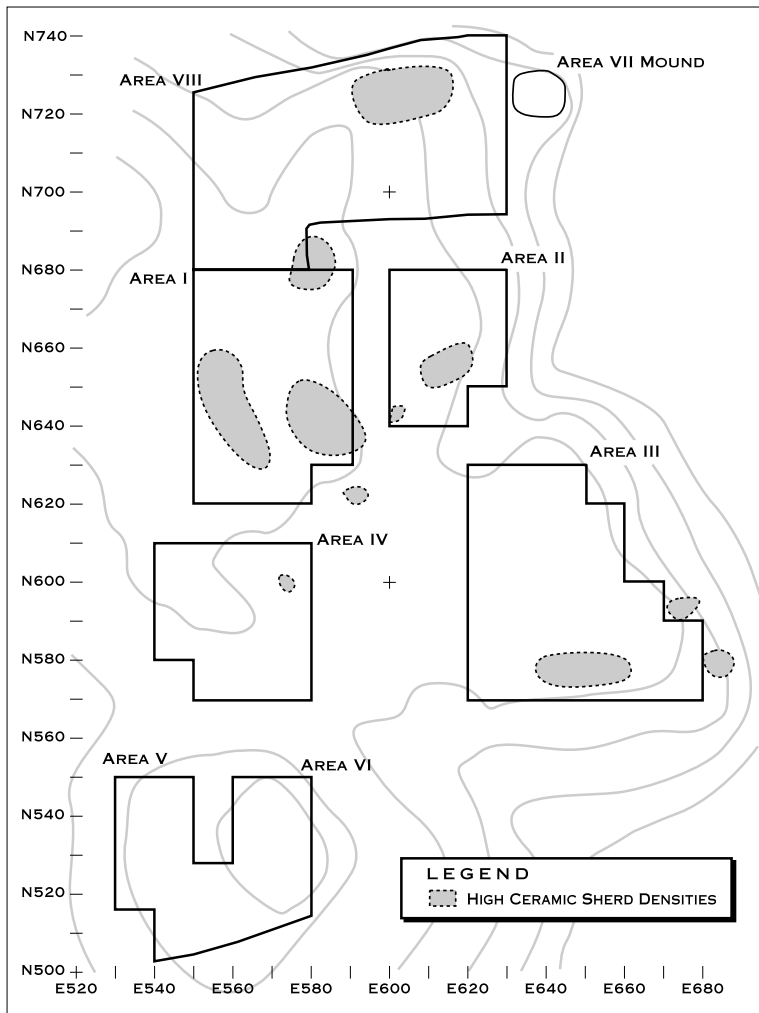 N740
Area VIII
Area VII Mound
N720
N700
N680
Area I
Area II
N660
N640
Area III
N620
Area IV
N600
N580
N560
Area V
Area VI
N540
N520
LEGEND
High Ceramic Sherd Densities
N500
E520 E540 E560 E580 E600 E620 E640 E660 E680